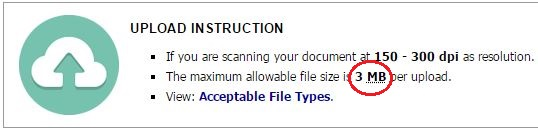 UPLOAD INSTRUCTION
If you are scanning your document at 150 - 300 dpi as resolution.
The maximum allowable file size is 3 MB per upload.
View: Acceptable File Types.